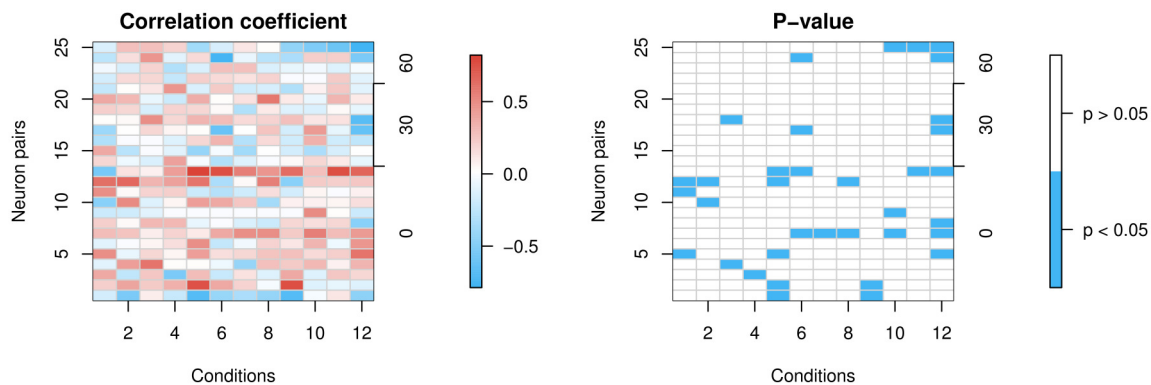 Correlation coefficient
25
20
15
10
5
Neuron pairs
60
30
0
2 4 6 8 10 12
Conditions
0.5
0.0
−0.5
P−value
25
20
15
10
5
Neuron pairs
60
30
0
2 4 6 8 10 12
Conditions
p > 0.05
p < 0.05